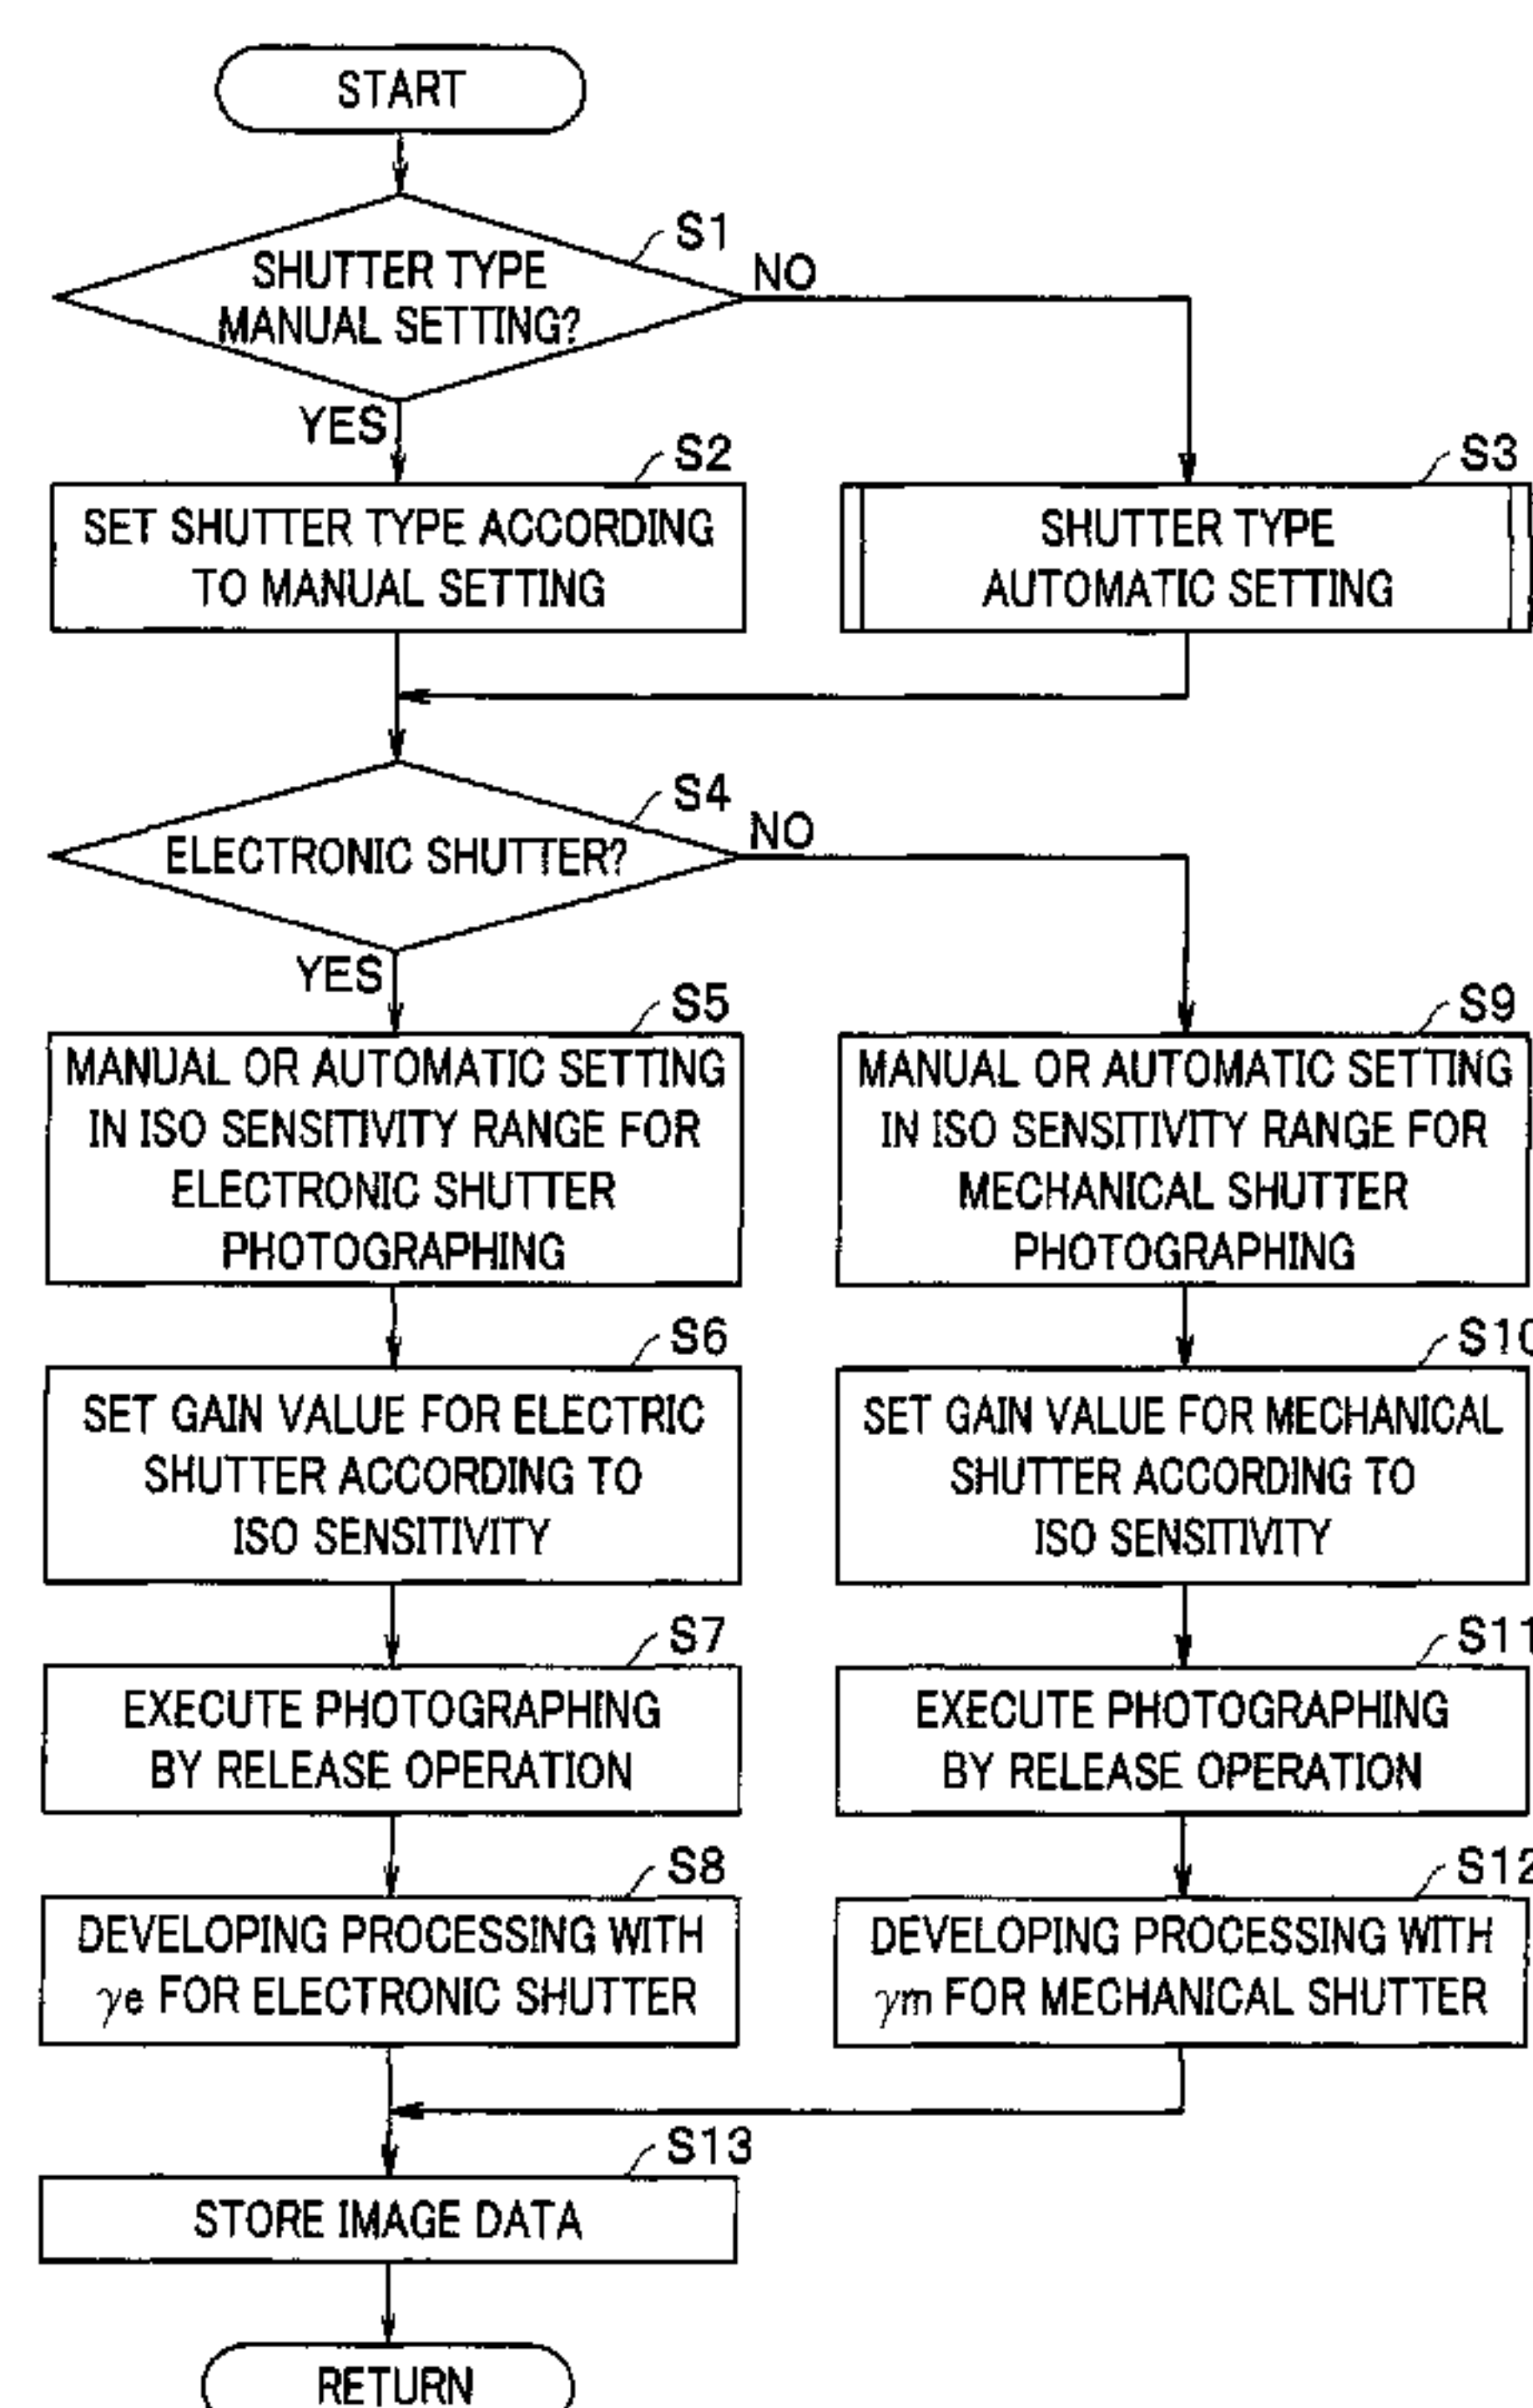 START
S1
SHUTTER TYPE
MANUAL SETTING?
NO
YES
S2
SET SHUTTER TYPE ACCORDING
TO MANUAL SETTING
S3
SHUTTER TYPE
AUTOMATIC SETTING
S4
ELECTRONIC SHUTTER?
NO
YES
S5
MANUAL OR AUTOMATIC SETTING
IN ISO SENSITIVITY RANGE FOR
ELECTRONIC SHUTTER
PHOTOGRAPHING
S9
MANUAL OR AUTOMATIC SETTING
IN ISO SENSITIVITY RANGE FOR
MECHANICAL SHUTTER
PHOTOGRAPHING
S6
SET GAIN VALUE FOR ELECTRIC
SHUTTER ACCORDING TO
ISO SENSITIVITY
S10
SET GAIN VALUE FOR MECHANICAL
SHUTTER ACCORDING TO
ISO SENSITIVITY
S7
EXECUTE PHOTOGRAPHING
BY RELEASE OPERATION
S11
EXECUTE PHOTOGRAPHING
BY RELEASE OPERATION
S8
DEVELOPING PROCESSING WITH
γe FOR ELECTRONIC SHUTTER
S12
DEVELOPING PROCESSING WITH
γm FOR MECHANICAL SHUTTER
S13
STORE IMAGE DATA
RETURN